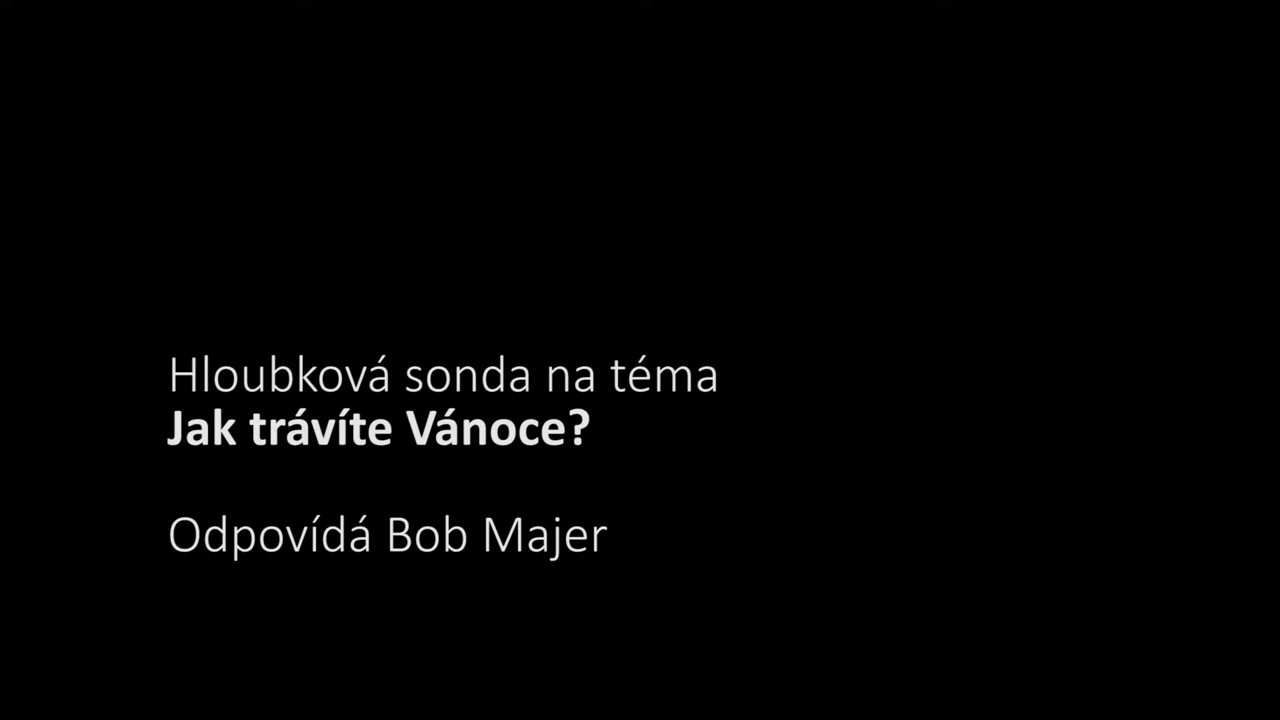 Hloubková sonda na téma
Jak trávíte Vánoce?
Odpovídá Bob Majer